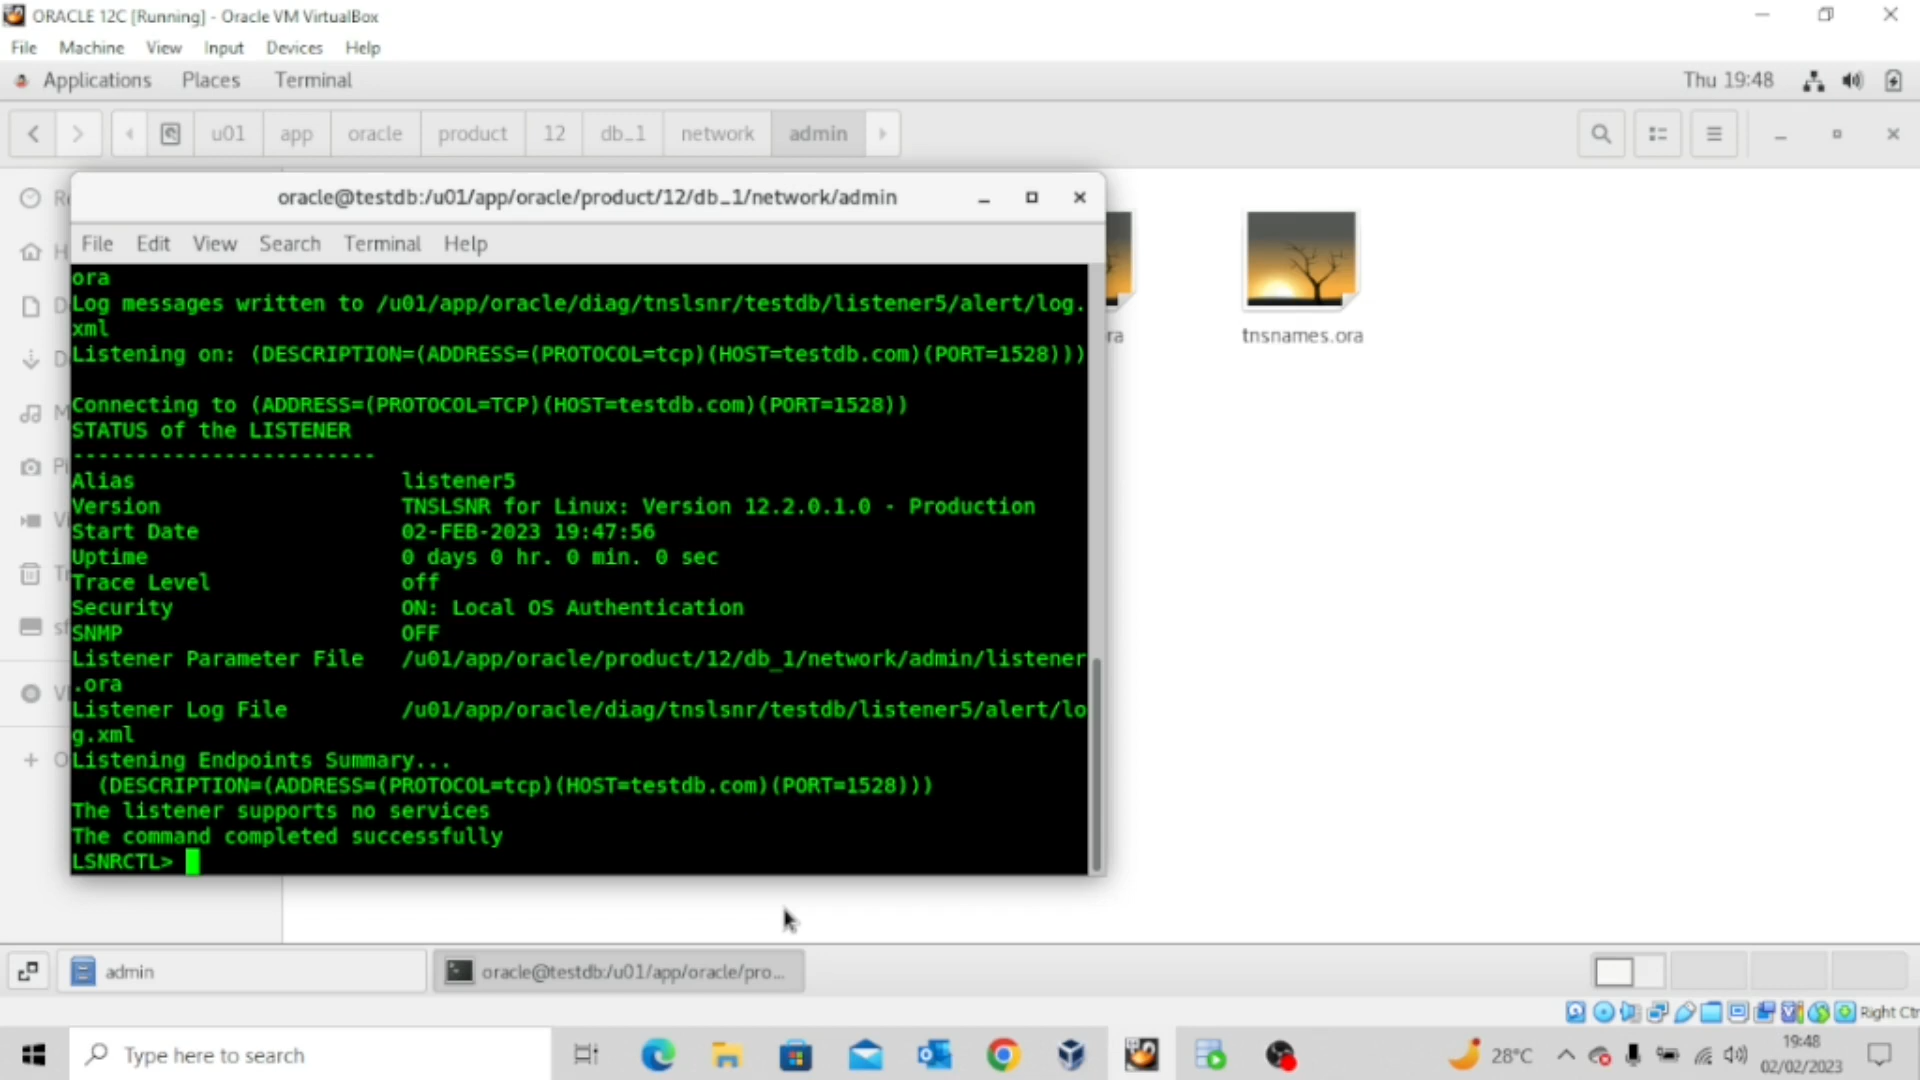 ORACLE 12C [Running] - Oracle VM VirtualBox
File Machine View Input Devices Help
Applications Places Terminal Thu 19:48
u01 app oracle product 12 db_1 network admin
oracle@testdb:/u01/app/oracle/product/12/db_1/network/admin
File Edit View Search Terminal Help
ora
Log messages written to /u01/app/oracle/diag/tnslsnr/testdb/listener5/alert/log.
xml
Listening on: (DESCRIPTION=(ADDRESS=(PROTOCOL=tcp)(HOST=testdb.com)(PORT=1528)))
Connecting to (ADDRESS=(PROTOCOL=TCP)(HOST=testdb.com)(PORT=1528))
STATUS of the LISTENER
------------------------
Alias listener5
Version TNSLSNR for Linux: Version 12.2.0.1.0 - Production
Start Date 02-FEB-2023 19:47:56
Uptime 0 days 0 hr. 0 min. 0 sec
Trace Level off
Security ON: Local OS Authentication
SNMP OFF
Listener Parameter File /u01/app/oracle/product/12/db_1/network/admin/listener
.ora
Listener Log File /u01/app/oracle/diag/tnslsnr/testdb/listener5/alert/lo
g.xml
Listening Endpoints Summary...
(DESCRIPTION=(ADDRESS=(PROTOCOL=tcp)(HOST=testdb.com)(PORT=1528)))
The listener supports no services
The command completed successfully
LSNRCTL>
ra
tnsnames.ora
admin
oracle@testdb:/u01/app/oracle/pro...
Right Ctr
Type here to search
28°C
19:48
02/02/2023